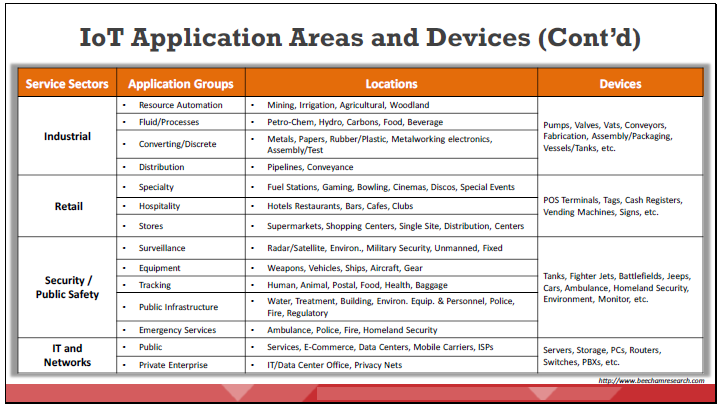 IoT Application Areas and Devices (Cont'd)
Service Sectors Application Groups Locations Devices
Industrial
• Resource Automation • Mining, Irrigation, Agricultural, Woodland
• Fluid/Processes • Petro-Chem, Hydro, Carbons, Food, Beverage
• Converting/Discrete • Metals, Papers, Rubber/Plastic, Metalworking electronics,
Assembly/Test
• Distribution • Pipelines, Conveyance
Pumps, Valves, Vats, Conveyors,
Fabrication, Assembly/Packaging,
Vessels/Tanks, etc.
Retail
• Specialty • Fuel Stations, Gaming, Bowling, Cinemas, Discos, Special Events
• Hospitality • Hotels Restaurants, Bars, Cafes, Clubs
• Stores • Supermarkets, Shopping Centers, Single Site, Distribution, Centers
POS Terminals, Tags, Cash Registers,
Vending Machines, Signs, etc.
Security /
Public Safety
• Surveillance • Radar/Satellite, Environ., Military Security, Unmanned, Fixed
• Equipment • Weapons, Vehicles, Ships, Aircraft, Gear
• Tracking • Human, Animal, Postal, Food, Health, Baggage
• Public Infrastructure • Water, Treatment, Building, Environ. Equip. & Personnel, Police,
Fire, Regulatory
• Emergency Services • Ambulance, Police, Fire, Homeland Security
Tanks, Fighter Jets, Battlefields, Jeeps,
Cars, Ambulance, Homeland Security,
Environment, Monitor, etc.
IT and
Networks
• Public • Services, E-Commerce, Data Centers, Mobile Carriers, ISPs
• Private Enterprise • IT/Data Center Office, Privacy Nets
Servers, Storage, PCs, Routers,
Switches, PBXs, etc.
http://www.beechamresearch.com